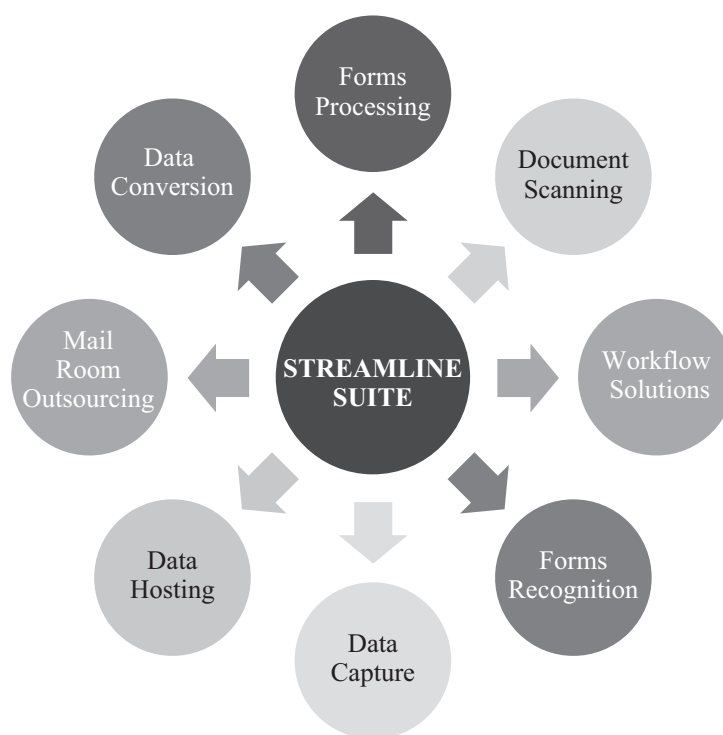 Forms
Processing
Document
Scanning
Workflow
Solutions
Forms
Recognition
Data
Capture
Data
Hosting
Mail
Room
Outsourcing
Data
Conversion
STREAMLINE
SUITE